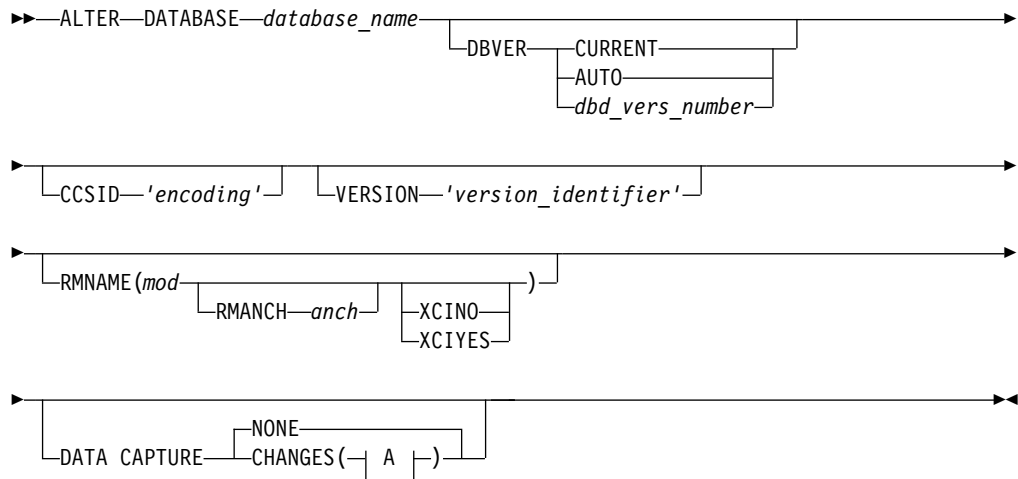 ALTER DATABASE database_name
DBVER CURRENT
AUTO
dbd_vers_number
CCSID 'encoding' VERSION 'version_identifier'
RMNAME(mod )
RMANCH anch XCINO
XCIYES
NONE
DATA CAPTURE CHANGES( A )